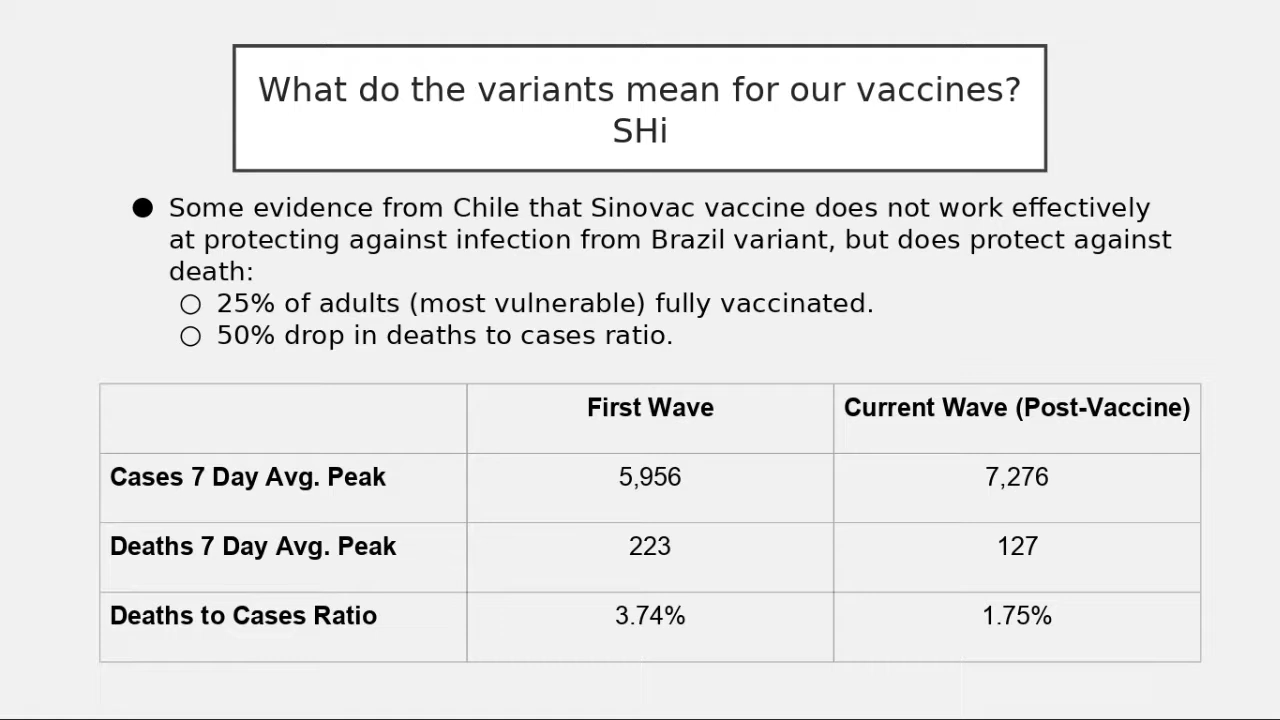 What do the variants mean for our vaccines?
SHi
● Some evidence from Chile that Sinovac vaccine does not work effectively
at protecting against infection from Brazil variant, but does protect against
death:
○ 25% of adults (most vulnerable) fully vaccinated.
○ 50% drop in deaths to cases ratio.
First Wave Current Wave (Post-Vaccine)
Cases 7 Day Avg. Peak 5,956 7,276
Deaths 7 Day Avg. Peak 223 127
Deaths to Cases Ratio 3.74% 1.75%